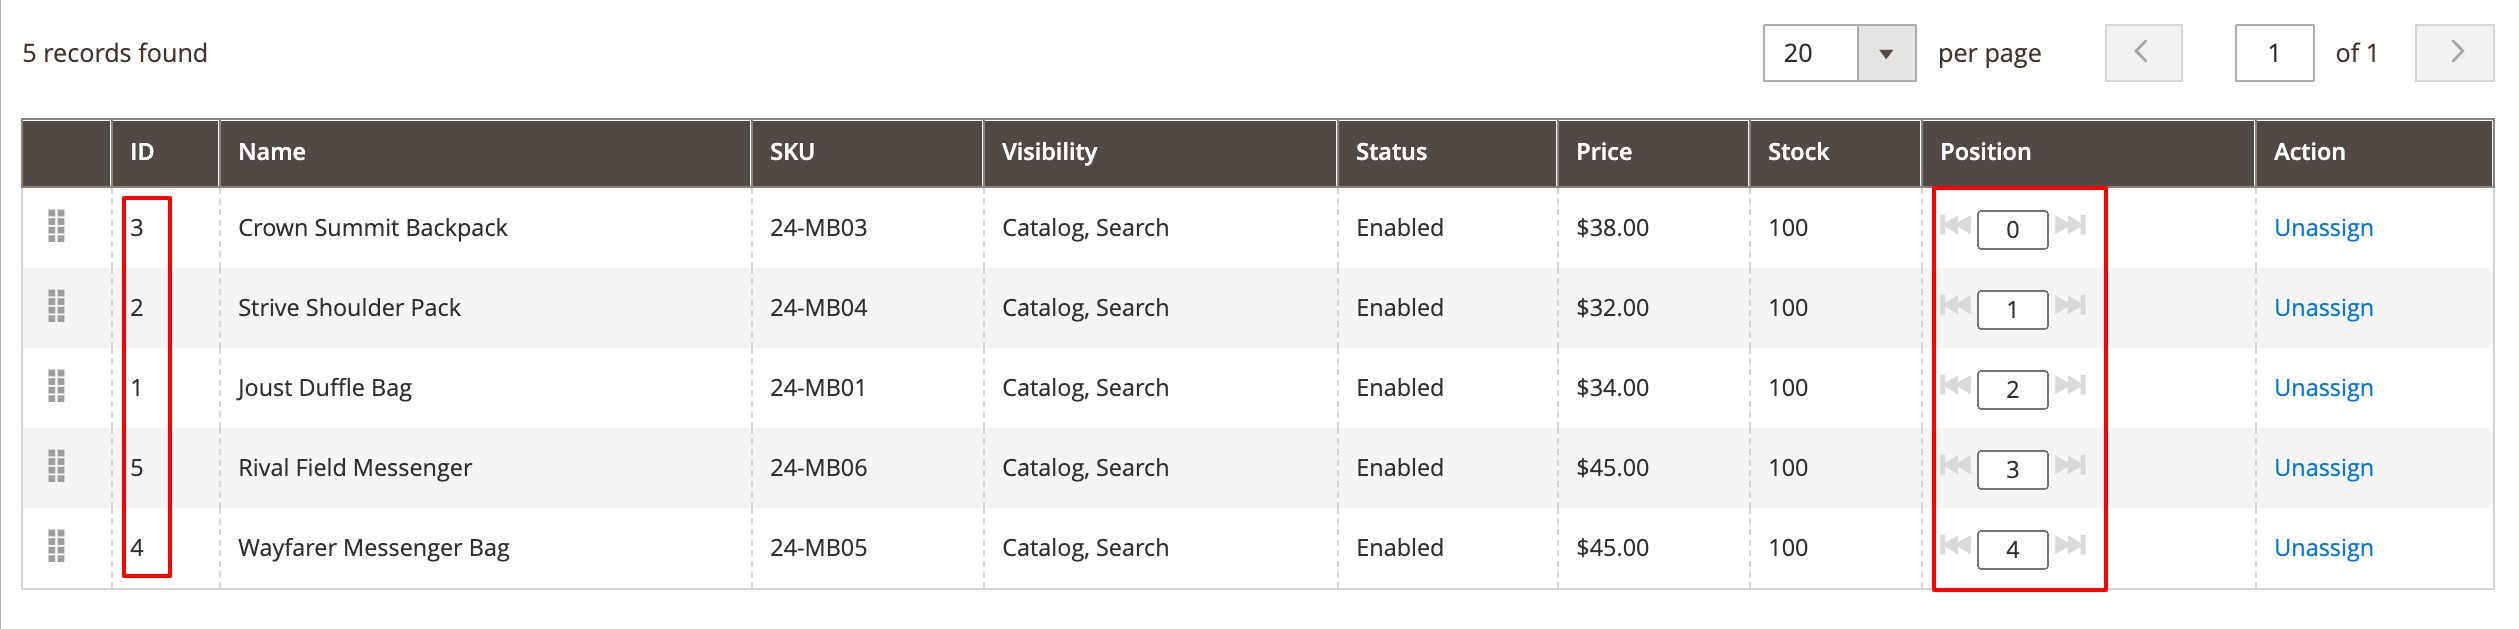 5 records found 20 per page 1 of 1
ID Name SKU Visibility Status Price Stock Position Action
3 Crown Summit Backpack 24-MB03 Catalog, Search Enabled $38.00 100 0 Unassign
2 Strive Shoulder Pack 24-MB04 Catalog, Search Enabled $32.00 100 1 Unassign
1 Joust Duffle Bag 24-MB01 Catalog, Search Enabled $34.00 100 2 Unassign
5 Rival Field Messenger 24-MB06 Catalog, Search Enabled $45.00 100 3 Unassign
4 Wayfarer Messenger Bag 24-MB05 Catalog, Search Enabled $45.00 100 4 Unassign